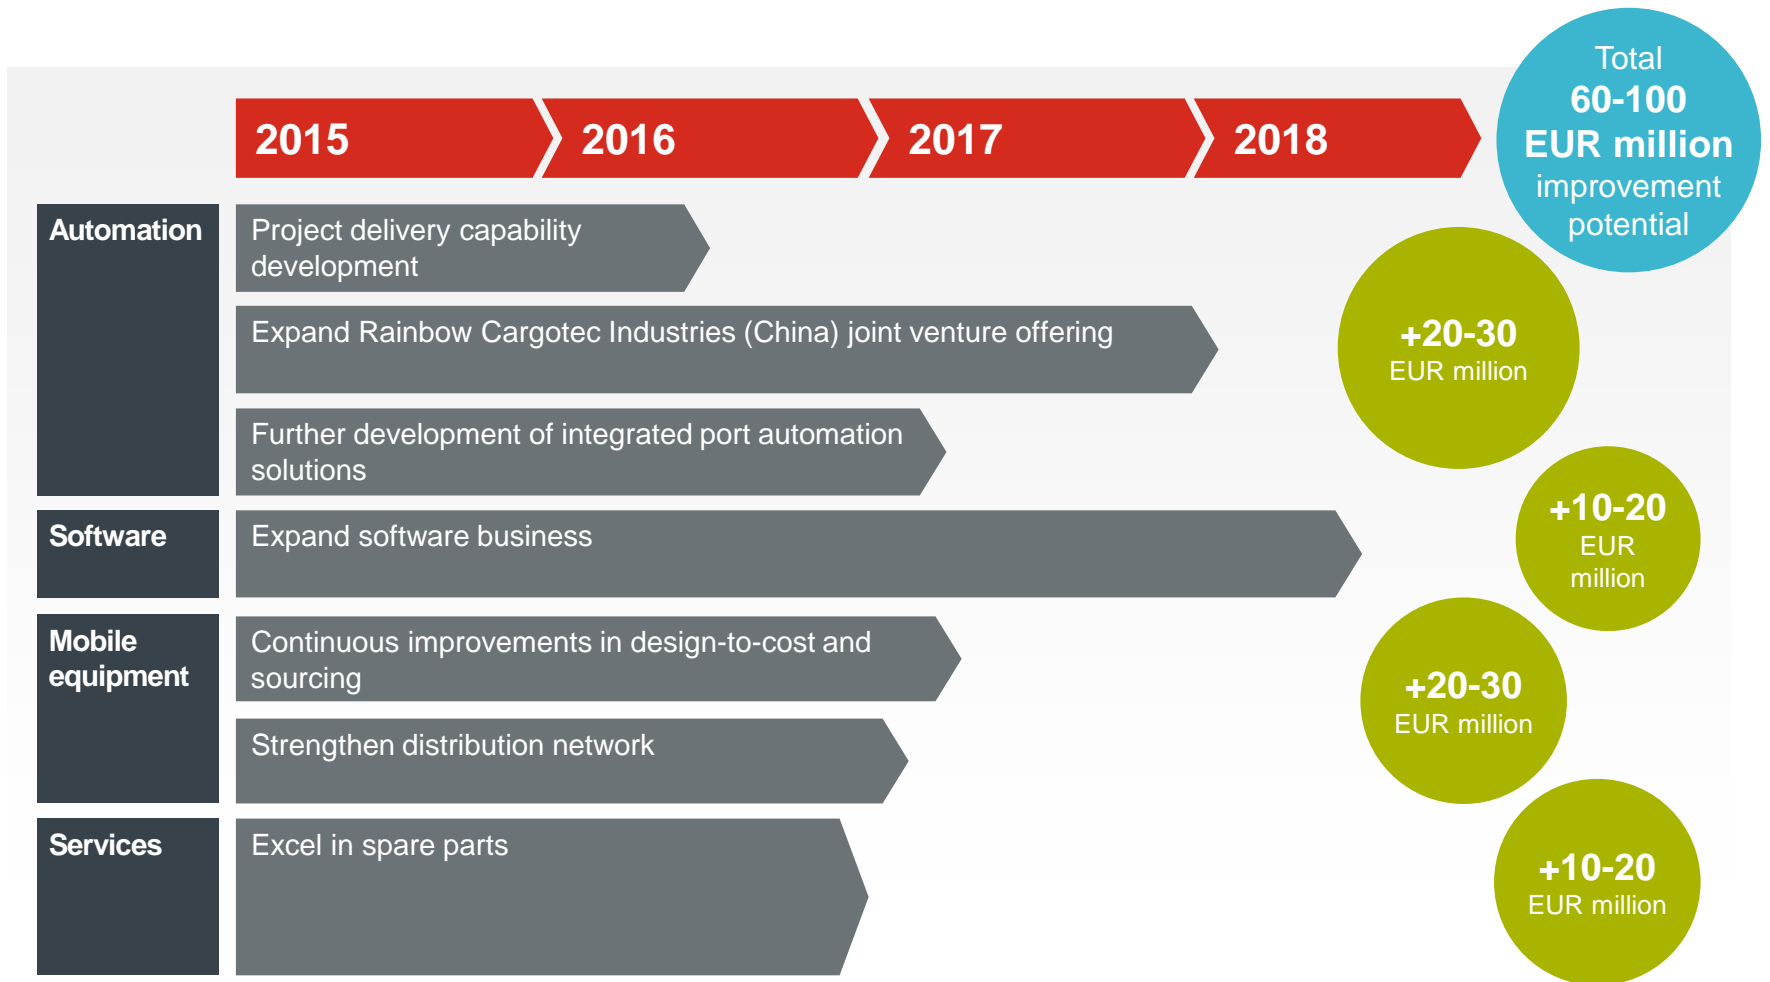 Total
60-100
EUR million
improvement
potential
2015
2016
2017
2018
Automation
Project delivery capability
development
Expand Rainbow Cargotec Industries (China) joint venture offering
Further development of integrated port automation
solutions
+20-30
EUR million
Software
Expand software business
+10-20
EUR
million
Mobile
equipment
Continuous improvements in design-to-cost and
sourcing
Strengthen distribution network
+20-30
EUR million
Services
Excel in spare parts
+10-20
EUR million